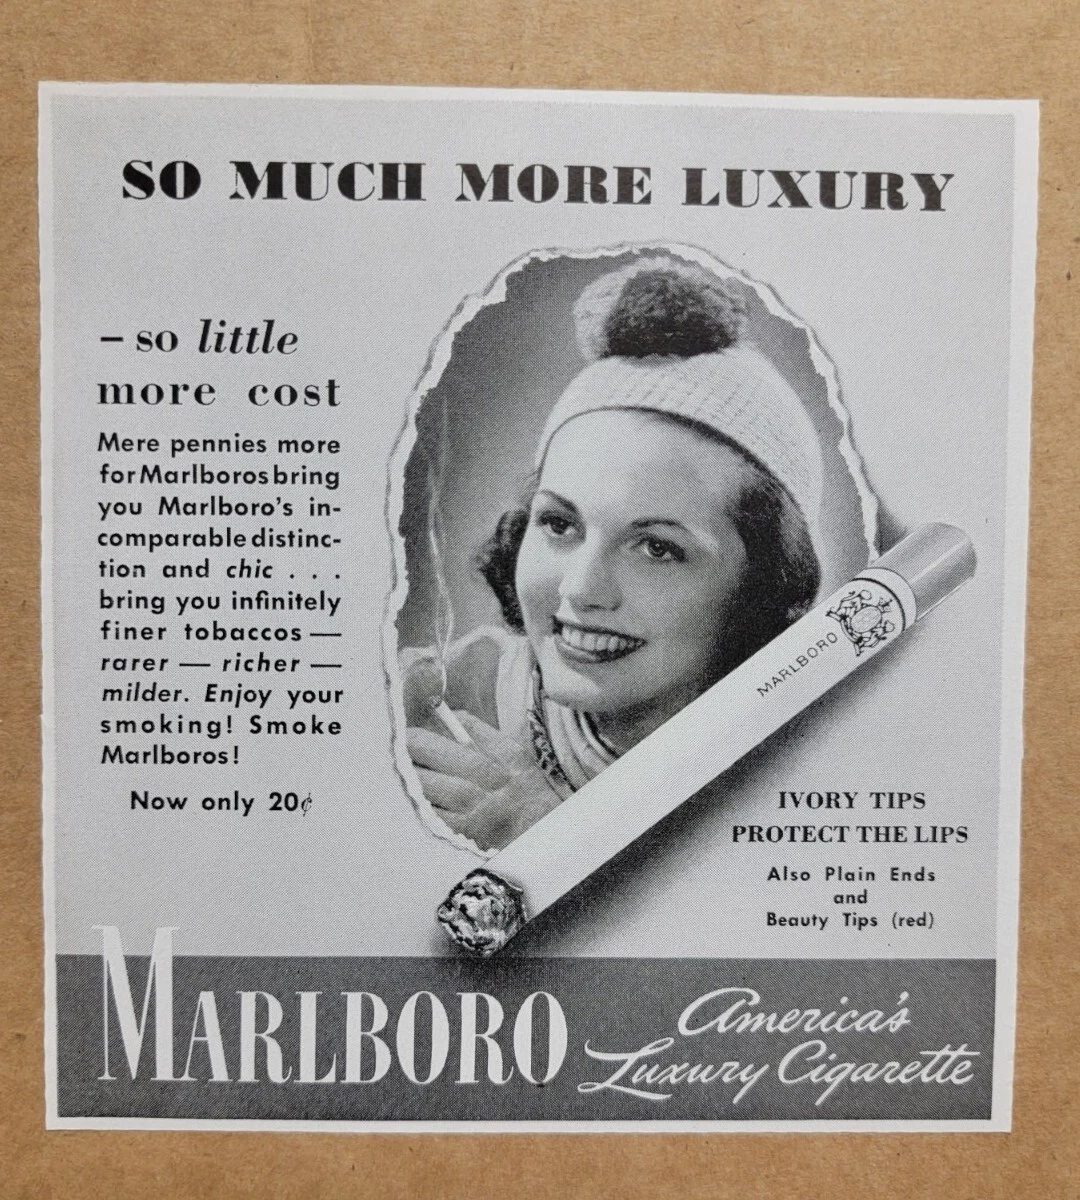 SO MUCH MORE LUXURY
– so little
more cost
Mere pennies more
for Marlboros bring
you Marlboro's in-
comparable distinc-
tion and chic . . .
bring you infinitely
finer tobaccos —
rarer — richer —
milder. Enjoy your
smoking! Smoke
Marlboros!
Now only 20¢
MARLBORO
IVORY TIPS
PROTECT THE LIPS
Also Plain Ends
and
Beauty Tips (red)
MARLBORO
America's
Luxury Cigarette